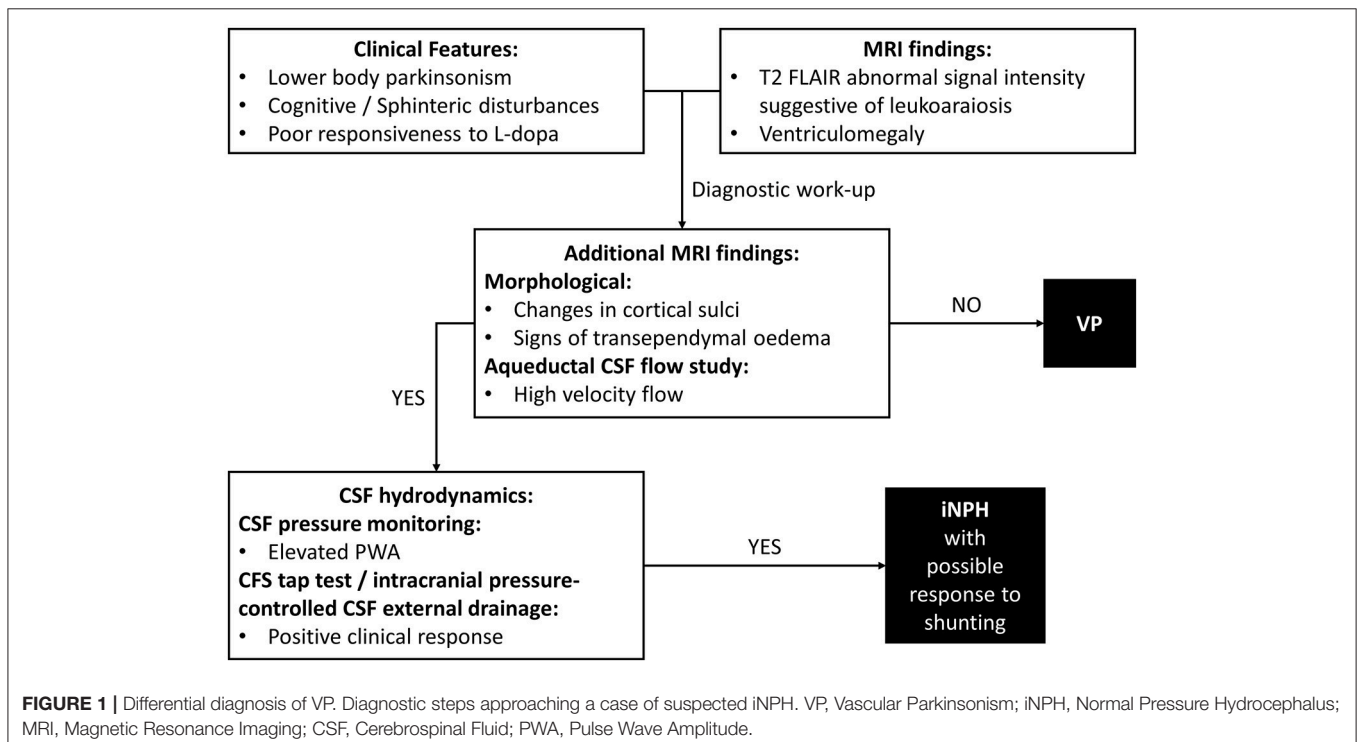 Clinical Features:
• Lower body parkinsonism
• Cognitive / Sphinteric disturbances
• Poor responsiveness to L-dopa
MRI findings:
• T2 FLAIR abnormal signal intensity
suggestive of leukoaraiosis
• Ventriculomegaly
Diagnostic work-up
Additional MRI findings:
Morphological:
• Changes in cortical sulci
• Signs of transependymal oedema
Aqueductal CSF flow study:
• High velocity flow
NO
VP
YES
CSF hydrodynamics:
CSF pressure monitoring:
• Elevated PWA
CFS tap test / intracranial pressure-
controlled CSF external drainage:
• Positive clinical response
YES
iNPH
with
possible
response to
shunting
FIGURE 1 | Differential diagnosis of VP. Diagnostic steps approaching a case of suspected iNPH. VP, Vascular Parkinsonism; iNPH, Normal Pressure Hydrocephalus;
MRI, Magnetic Resonance Imaging; CSF, Cerebrospinal Fluid; PWA, Pulse Wave Amplitude.